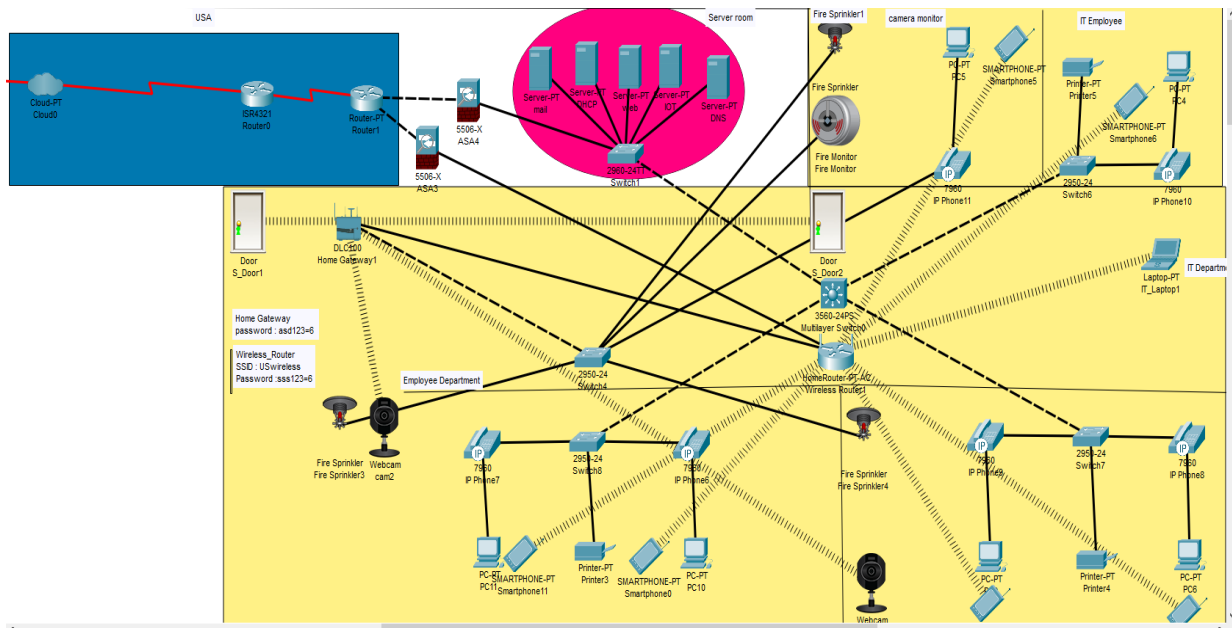 USA
Server room
Fire Sprinkler1
camera monitor
IT Employee
Cloud-PT
Cloud0
ISR4321
Router0
Router-PT
Router1
5506-X
ASA4
5506-X
ASA3
Server-PT
mail
Server-PT
DHCP
Server-PT
web
Server-PT
IOT
Server-PT
DNS
2960-24TT
Switch1
Fire Sprinkler
Fire Monitor
Fire Monitor
PC-PT
PC5
SMARTPHONE-PT
Smartphone5
7960
IP Phone11
IP
Printer-PT
Printer5
PC-PT
PC4
SMARTPHONE-PT
Smartphone6
2950-24
Switch6
7960
IP Phone10
IP
Door
S_Door1
DLC100
Home Gateway1
Door
S_Door2
3560-24PS
Multilayer Switch0
Laptop-PT
IT_Laptop1
IT Departme
Home Gateway
password : asd123=6
Wireless_Router
SSID : USwireless
Password :sss123=6
Employee Department
2950-24
Switch4
HomeRouter-PT-AC
Wireless Router1
Fire Sprinkler
Fire Sprinkler3
Webcam
cam2
7960
IP Phone7
IP
2950-24
Switch8
7960
IP Phone6
IP
Fire Sprinkler
Fire Sprinkler4
7960
IP
2950-24
Switch7
7960
IP Phone8
IP
PC-PT
PC11
SMARTPHONE-PT
Smartphone11
Printer-PT
Printer3
SMARTPHONE-PT
Smartphone0
PC-PT
PC10
Webcam
PC-PT
Printer-PT
Printer4
PC-PT
PC6